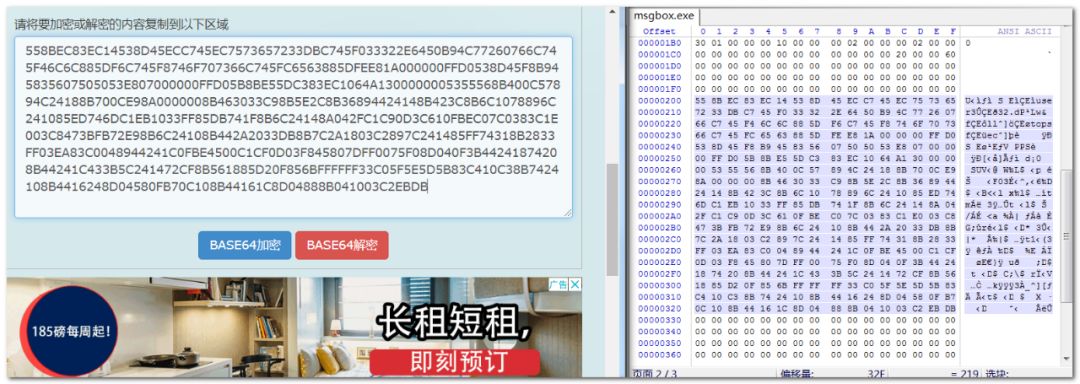 请将要加密或解密的内容复制到以下区域
558BEC83EC14538D45ECC745EC7573657233DBC745F033322E6450B94C77260766C74
5F46C6C885DF6C745F8746F707366C745FC6563885DFEE81A000000FFD0538D45F8B94
5835607505053E807000000FFD05B8BE55DC383EC1064A1300000005355568B400C578
94C24188B700CE98A0000008B463033C98B5E2C8B36894424148B423C8B6C1078896C
241085ED746DC1EB1033FF85DB741F8B6C24148A042FC1C90D3C610FBEC07C0383C1E
003C8473BFB72E98B6C24108B442A2033DB8B7C2A1803C2897C241485FF74318B2833
FF03EA83C0048944241C0FBE4500C1CF0D03F845807DFF0075F08D040F3B4424187420
8B44241C433B5C241472CF8B561885D20F856BFFFFFF33C05F5E5D5B83C410C38B7424
108B4416248D04580FB70C108B44161C8D04888B041003C2EBDB
BASE64加密 BASE64解密
广告
185磅每周起!
长租短租,
即刻预订
msgbox.exe
Offset 0 1 2 3 4 5 6 7 8 9 A B C D E F ANSI ASCII
000001B0 30 01 00 00 00 10 00 00 00 02 00 00 00 02 00 00 0
000001C0 00 00 00 00 00 00 00 00 00 00 00 00 20 00 00 60 `
000001D0 00 00 00 00 00 00 00 00 00 00 00 00 00 00 00 00
000001E0 00 00 00 00 00 00 00 00 00 00 00 00 00 00 00 00
000001F0 00 00 00 00 00 00 00 00 00 00 00 00 00 00 00 00
00000200 55 8B EC 83 EC 14 53 8D 45 EC C7 45 EC 75 73 65
00000210 72 33 DB C7 45 F0 33 32 2E 64 50 B9 4C 77 26 07
00000220 66 C7 45 F4 6C 6C 88 5D F6 C7 45 F8 74 6F 70 73
00000230 66 C7 45 FC 65 63 88 5D FE E8 1A 00 00 00 FF D0
00000240 53 8D 45 F8 B9 45 83 56 07 50 50 53 E8 07 00 00
00000250 00 FF D0 5B 8B E5 5D C3 83 EC 10 64 A1 30 00 00
00000260 00 53 55 56 8B 40 0C 57 89 4C 24 18 8B 70 0C E9
00000270 8A 00 00 00 8B 46 30 33 C9 8B 5E 2C 8B 36 89 44
00000280 24 14 8B 42 3C 8B 6C 10 78 89 6C 24 10 85 ED 74
00000290 6D C1 EB 10 33 FF 85 DB 74 1F 8B 6C 24 14 8A 04
000002A0 2F C1 C9 0D 3C 61 0F BE C0 7C 03 83 C1 E0 03 C8
000002B0 47 3B FB 72 E9 8B 6C 24 10 8B 44 2A 20 33 DB 8B
000002C0 7C 2A 18 03 C2 89 7C 24 14 85 FF 74 31 8B 28 33
000002D0 FF 03 EA 83 C0 04 89 44 24 1C 0F BE 45 00 C1 CF
000002E0 0D 03 F8 45 80 7D FF 00 75 F0 8D 04 0F 3B 44 24
000002F0 18 74 20 8B 44 24 1C 43 3B 5C 24 14 72 CF 8B 56
00000300 18 85 D2 0F 85 6B FF FF FF 33 C0 5F 5E 5D 5B 83
00000310 C4 10 C3 8B 74 24 10 8B 44 16 24 8D 04 58 0F B7
00000320 0C 10 8B 44 16 1C 8D 04 88 8B 04 10 03 C2 EB DB
00000330 00 00 00 00 00 00 00 00 00 00 00 00 00 00 00 00
00000340 00 00 00 00 00 00 00 00 00 00 00 00 00 00 00 00
00000350 00 00 00 00 00 00 00 00 00 00 00 00 00 00 00 00
00000360 00 00 00 00 00 00 00 00 00 00 00 00 00 00 00 00
页面 2 / 3 偏移量: 32F = 219 选块: